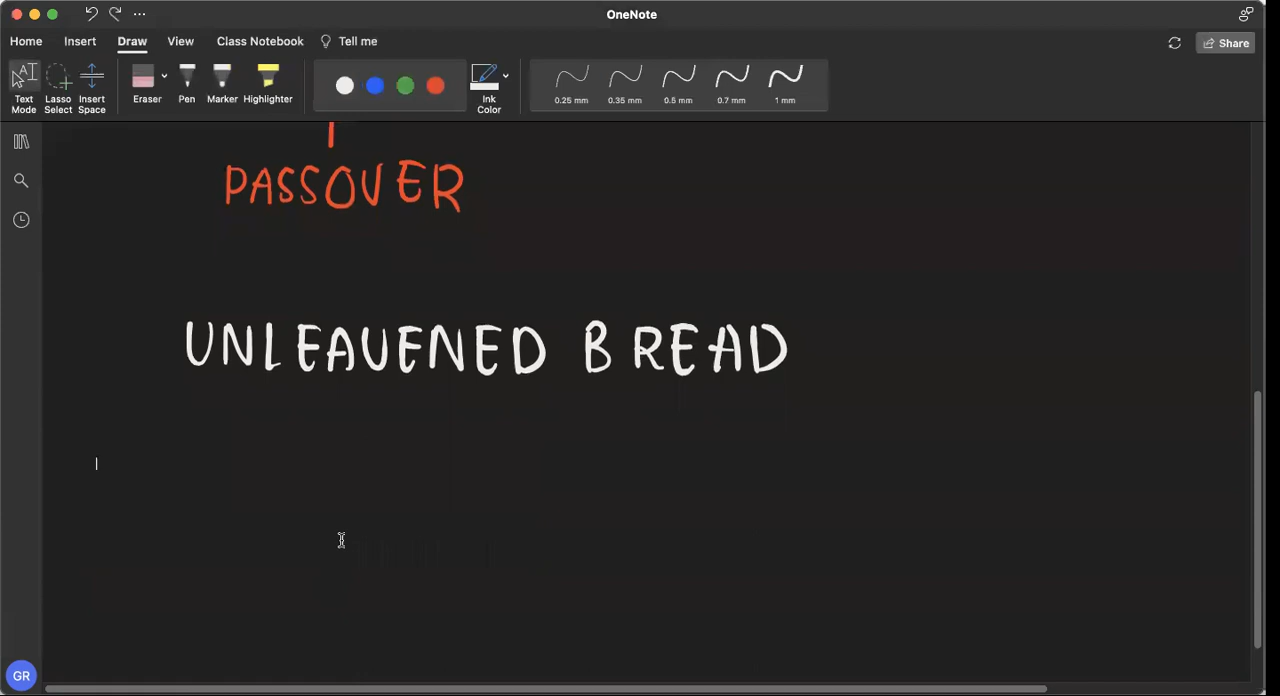 OneNote
Home Insert Draw View Class Notebook Tell me
Share
Text Mode
Lasso Select
Insert Space
Eraser
Pen
Marker
Highlighter
Ink Color
0.25 mm 0.35 mm 0.5 mm 0.7 mm 1 mm
PASSOVER
UNLEAVENED BREAD
GR